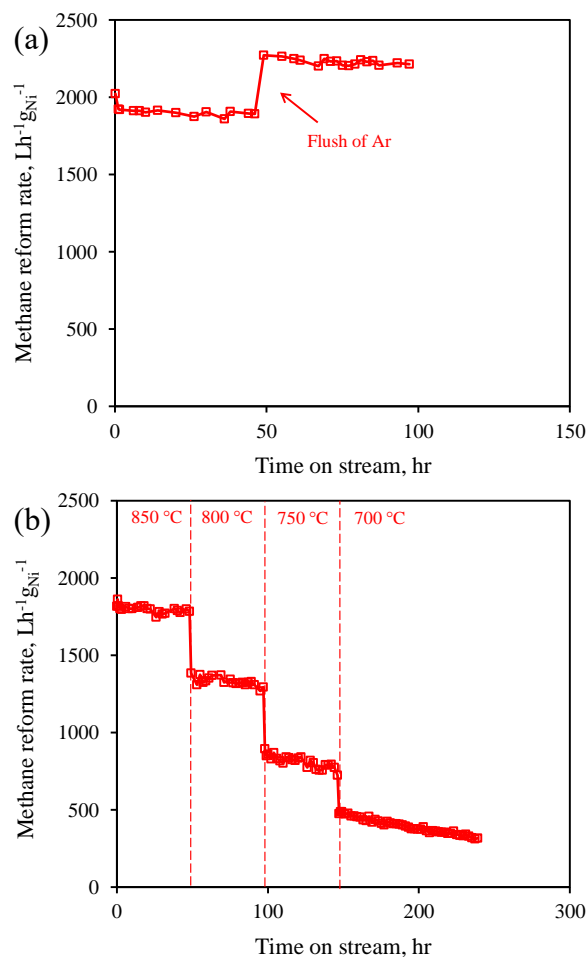 (a)
2500
2000
1500
1000
500
0
Methane reform rate, Lh⁻¹g_Ni⁻¹
Flush of Ar
0 50 100 150
Time on stream, hr
(b)
2500
2000
1500
1000
500
0
Methane reform rate, Lh⁻¹g_Ni⁻¹
850 °C 800 °C 750 °C 700 °C
0 100 200 300
Time on stream, hr